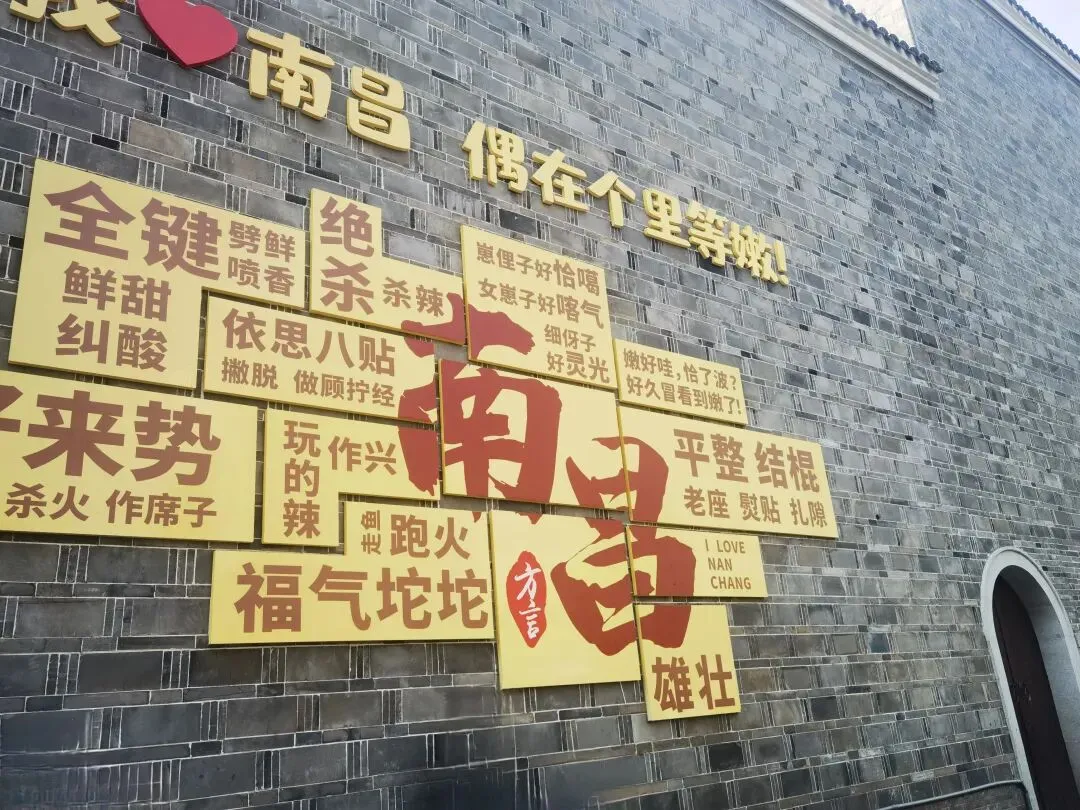 我❤南昌
偶在个里等嫩!
全键
劈鲜
喷香
鲜甜
纠酸
绝杀
杀辣
崽俚子好恰噶
女崽子好喀气
细伢子
好灵光
依思八贴
撇脱 做顾拧经
嫩好哇,恰了波?
好久冒看到嫩了!
来势
杀火 作席子
玩的辣
作兴
南昌
方言
平整 结棍
老座 熨贴 扎隙
跑火
福气坨坨
I LOVE
NAN
CHANG
雄壮